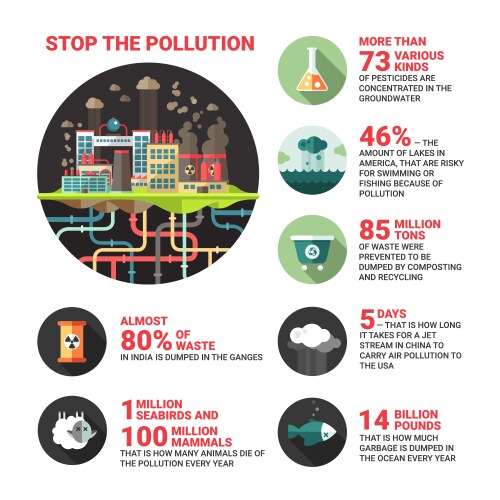 STOP THE POLLUTION
MORE THAN
73 VARIOUS
KINDS
OF PESTICIDES ARE
CONCENTRATED IN THE
GROUNDWATER
46% – THE
AMOUNT OF LAKES IN
AMERICA, THAT ARE RISKY
FOR SWIMMING OR
FISHING BECAUSE OF
POLLUTION
85 MILLION
TONS
OF WASTE WERE
PREVENTED TO BE
DUMPED BY COMPOSTING
AND RECYCLING
ALMOST
80% OF
WASTE
IN INDIA IS DUMPED IN THE GANGES
5 DAYS
– THAT IS HOW LONG
IT TAKES FOR A JET
STREAM IN CHINA TO
CARRY AIR POLLUTION TO
THE USA
1 MILLION
SEABIRDS AND
100 MILLION
MAMMALS
THAT IS HOW MANY ANIMALS DIE OF
THE POLLUTION EVERY YEAR
14 BILLION
POUNDS
THAT IS HOW MUCH
GARBAGE IS DUMPED IN
THE OCEAN EVERY YEAR